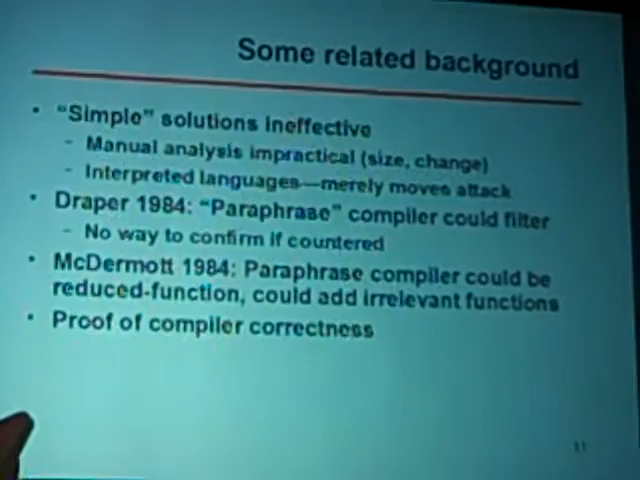 Some related background
• "Simple" solutions ineffective
- Manual analysis impractical (size, change)
- Interpreted languages—merely moves attack
• Draper 1984: "Paraphrase" compiler could filter
- No way to confirm if countered
• McDermott 1984: Paraphrase compiler could be
reduced-function, could add irrelevant functions
• Proof of compiler correctness
11